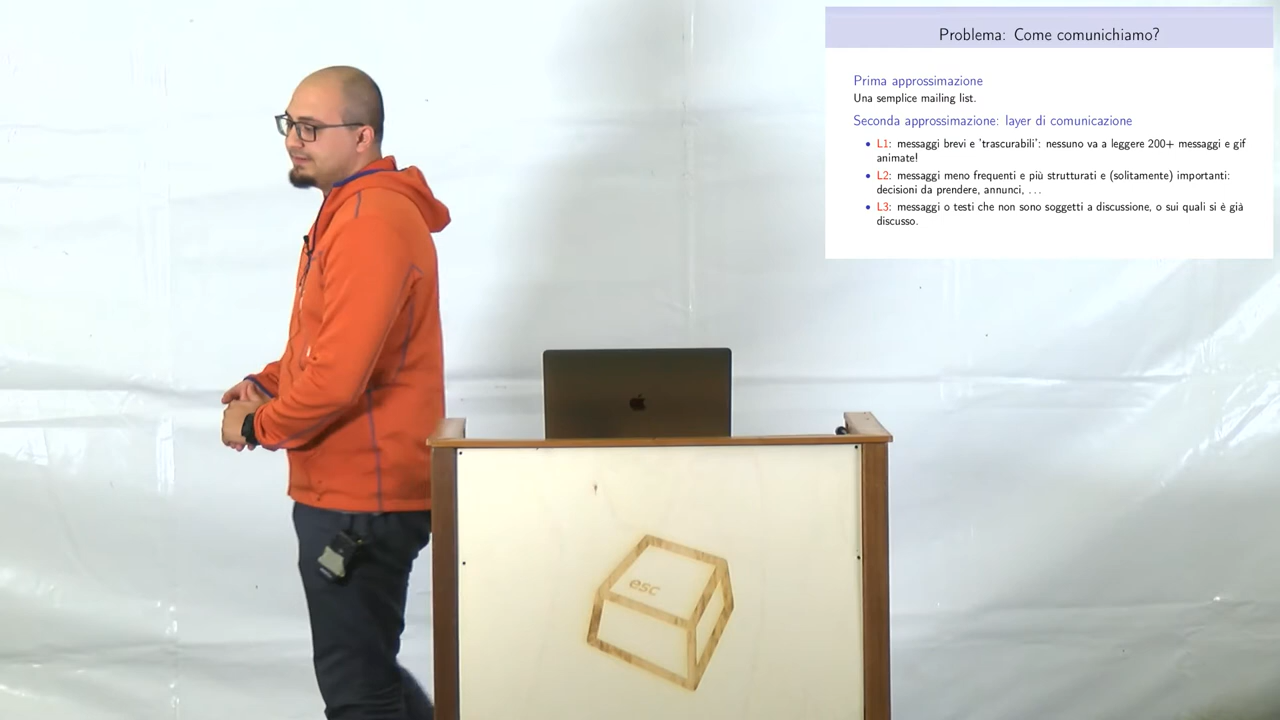 Problema: Come comunichiamo?
Prima approssimazione
Una semplice mailing list.
Seconda approssimazione: layer di comunicazione
• L1: messaggi brevi e 'trascurabili': nessuno va a leggere 200+ messaggi e gif
animate!
• L2: messaggi meno frequenti e più strutturati e (solitamente) importanti:
decisioni da prendere, annunci, ...
• L3: messaggi o testi che non sono soggetti a discussione, o sui quali si è già
discusso.
esc